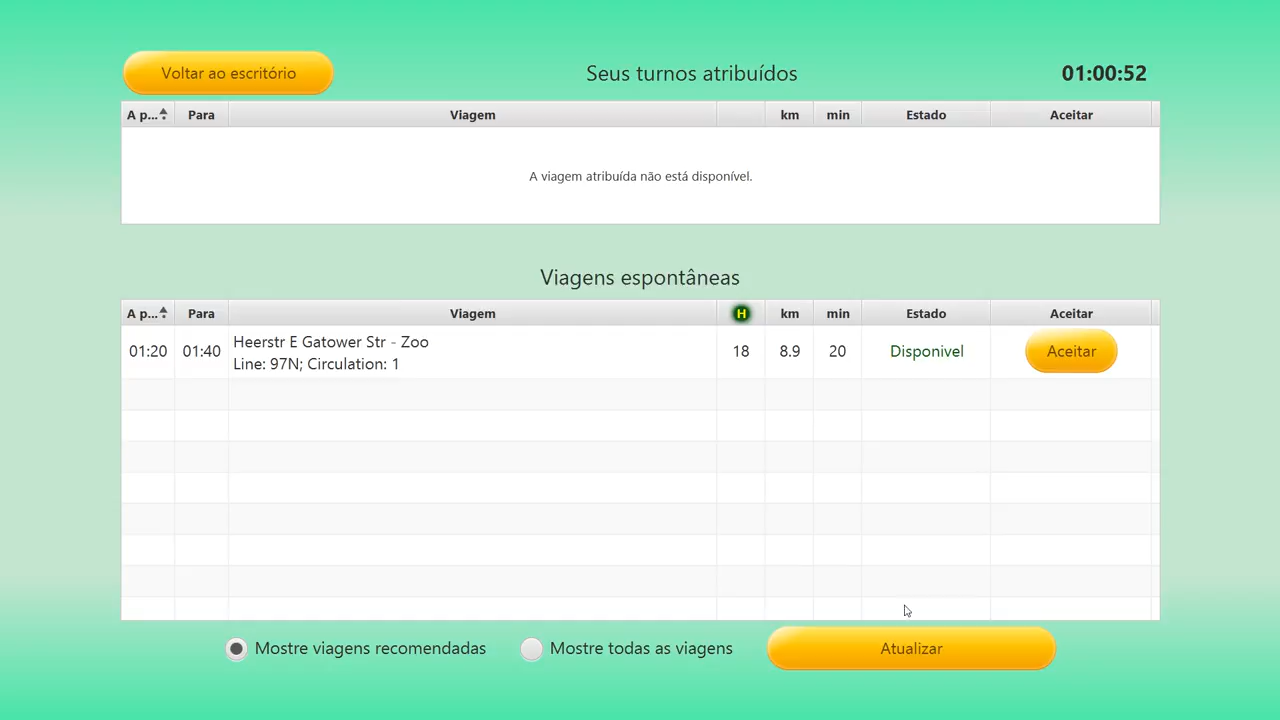 Voltar ao escritório
Seus turnos atribuídos
01:00:52
A p... Para Viagem km min Estado Aceitar
A viagem atribuída não está disponível.
Viagens espontâneas
A p... Para Viagem H km min Estado Aceitar
01:20 01:40 Heerstr E Gatower Str - Zoo 18 8.9 20 Disponivel Aceitar
Line: 97N; Circulation: 1
Mostre viagens recomendadas Mostre todas as viagens Atualizar